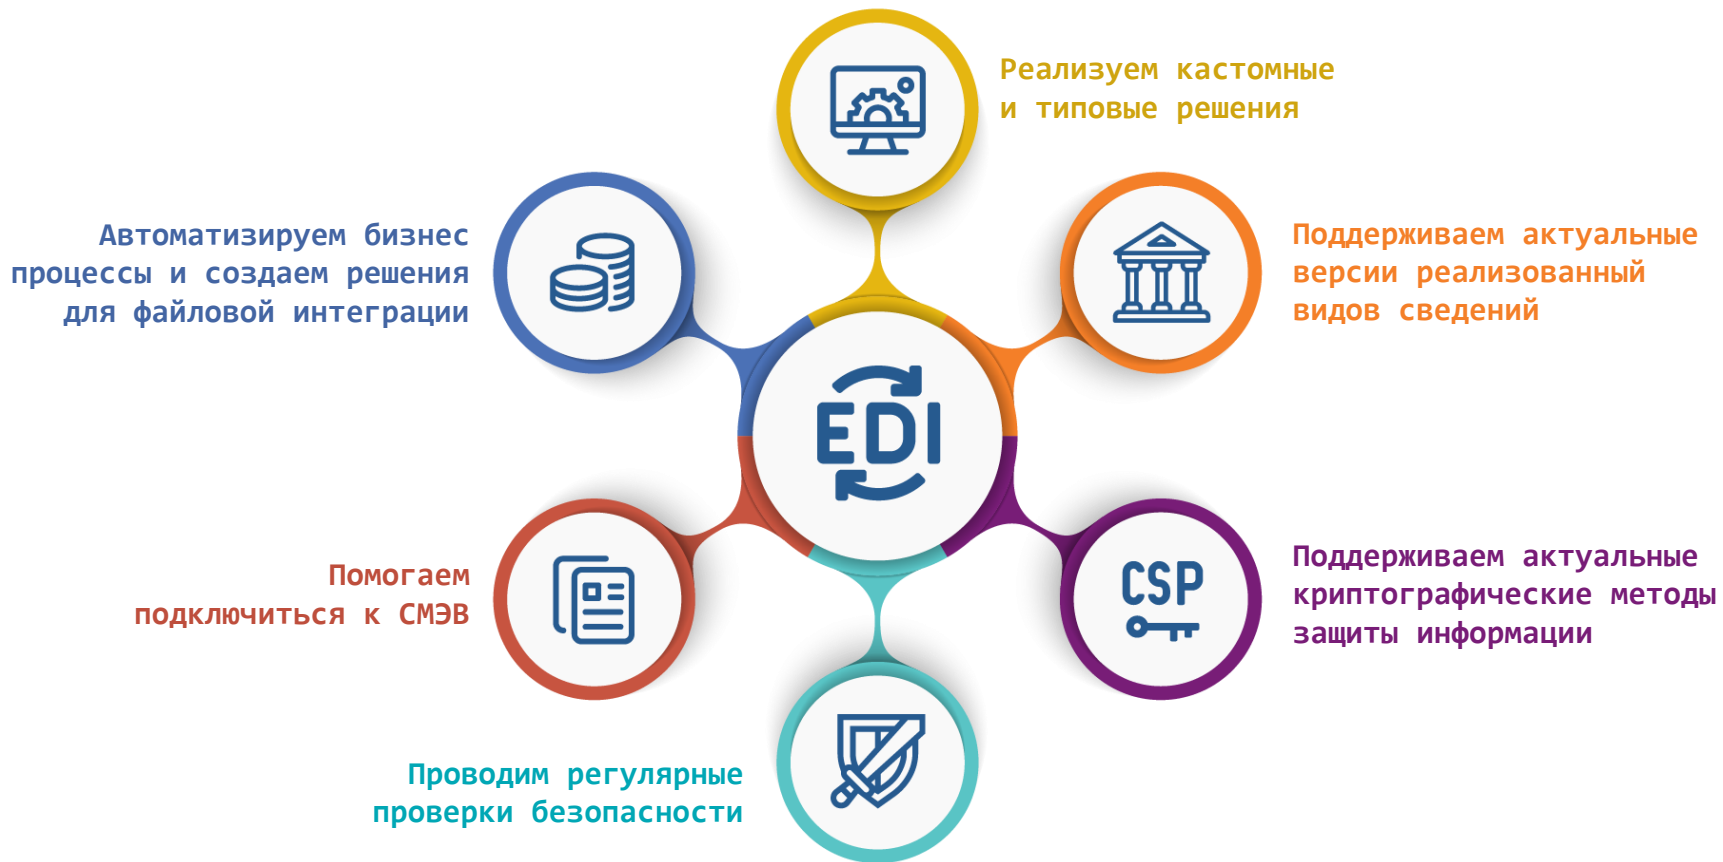 Реализуем кастомные
и типовые решения
Автоматизируем бизнес
процессы и создаем решения
для файловой интеграции
Поддерживаем актуальные
версии реализованный
видов сведений
EDI
Помогаем
подключиться к СМЭВ
CSP
Поддерживаем актуальные
криптографические методы
защиты информации
Проводим регулярные
проверки безопасности